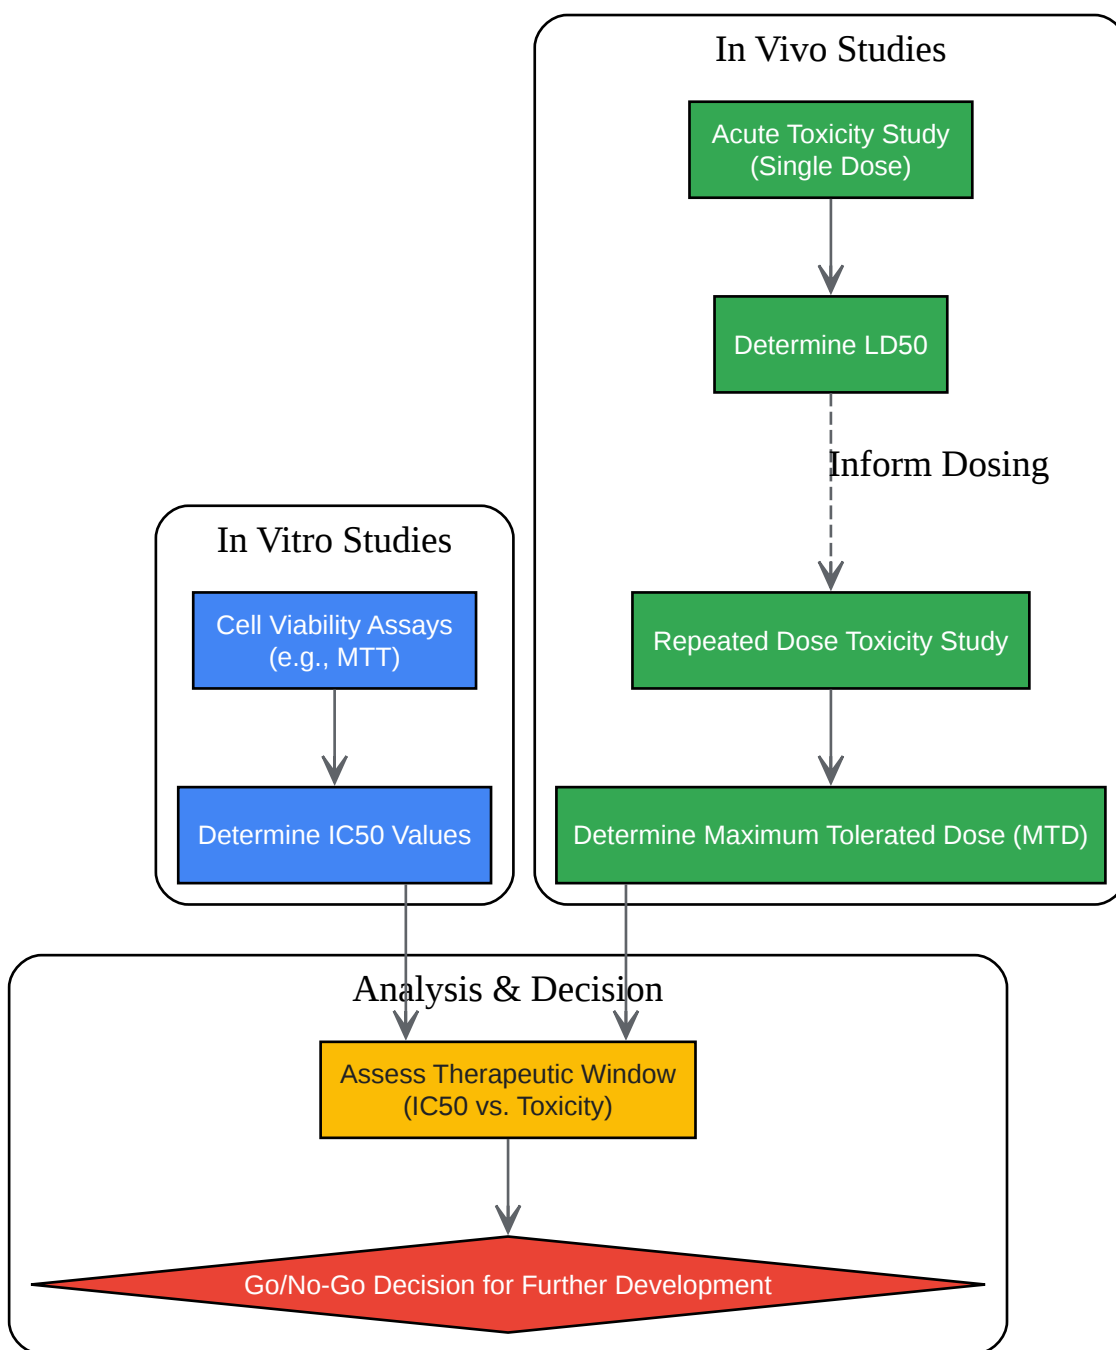 In Vivo Studies
Acute Toxicity Study
(Single Dose)
Determine LD50
Inform Dosing
In Vitro Studies
Cell Viability Assays
(e.g., MTT)
Repeated Dose Toxicity Study
Determine IC50 Values
Determine Maximum Tolerated Dose (MTD)
Analysis & Decision
Assess Therapeutic Window
(IC50 vs. Toxicity)
Go/No-Go Decision for Further Development